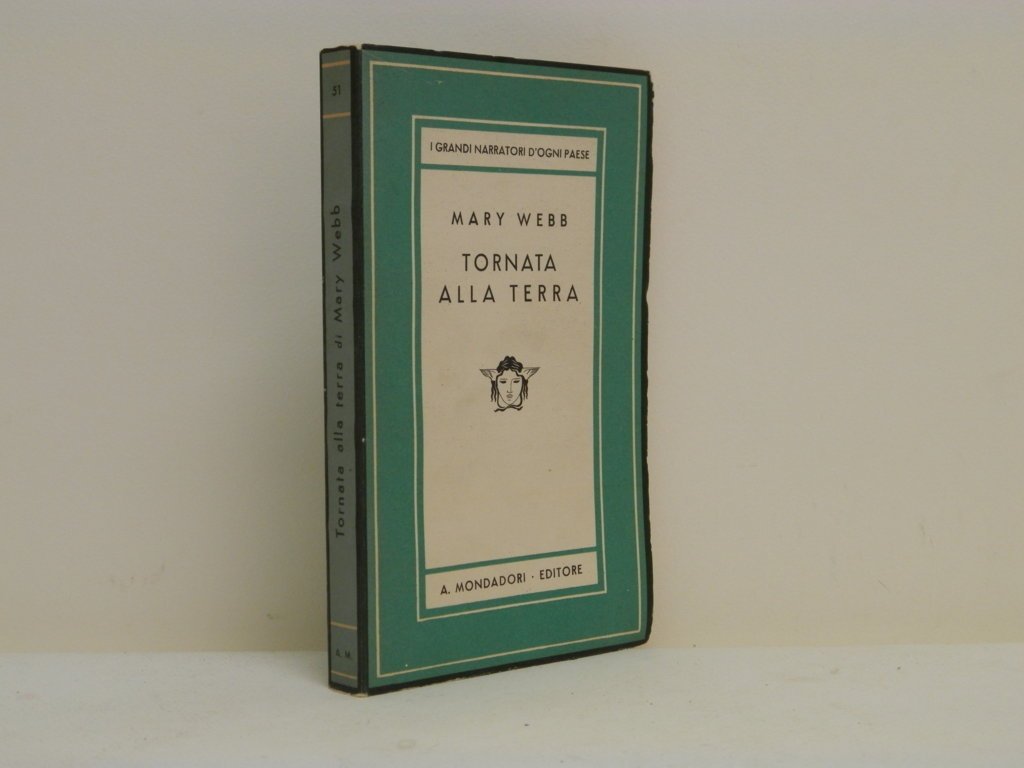 51
Tornata alla terra di Mary Webb
A. M.
I GRANDI NARRATORI D'OGNI PAESE
MARY WEBB
TORNATA
ALLA TERRA
A. MONDADORI · EDITORE